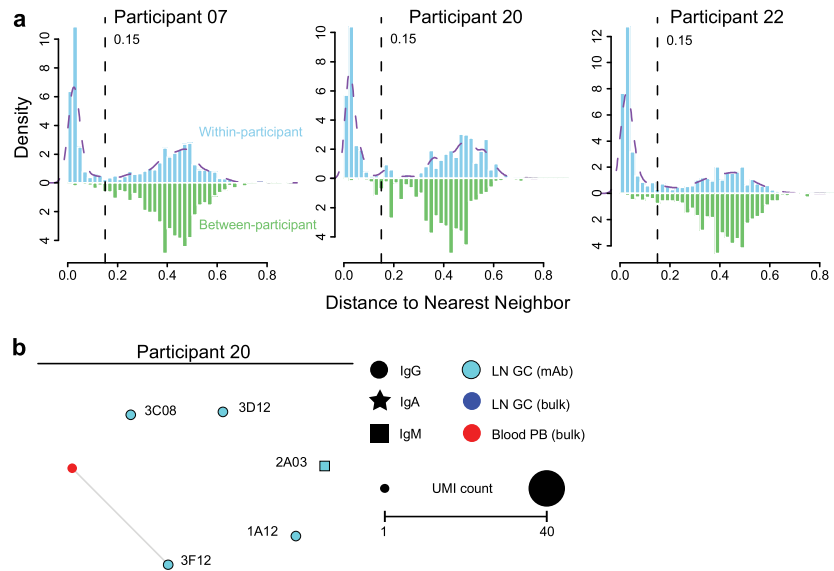 a
Participant 07
Participant 20
Participant 22
0.15
0.15
0.15
Density
10
8
6
4
2
0
2
4
10
8
6
4
2
0
2
4
12
10
8
6
4
2
0
2
4
Within-participant
Between-participant
0.0 0.2 0.4 0.6 0.8
0.0 0.2 0.4 0.6 0.8
0.0 0.2 0.4 0.6 0.8
Distance to Nearest Neighbor
b
Participant 20
3C08
3D12
2A03
1A12
3F12
IgG
LN GC (mAb)
IgA
LN GC (bulk)
IgM
Blood PB (bulk)
UMI count
1
40